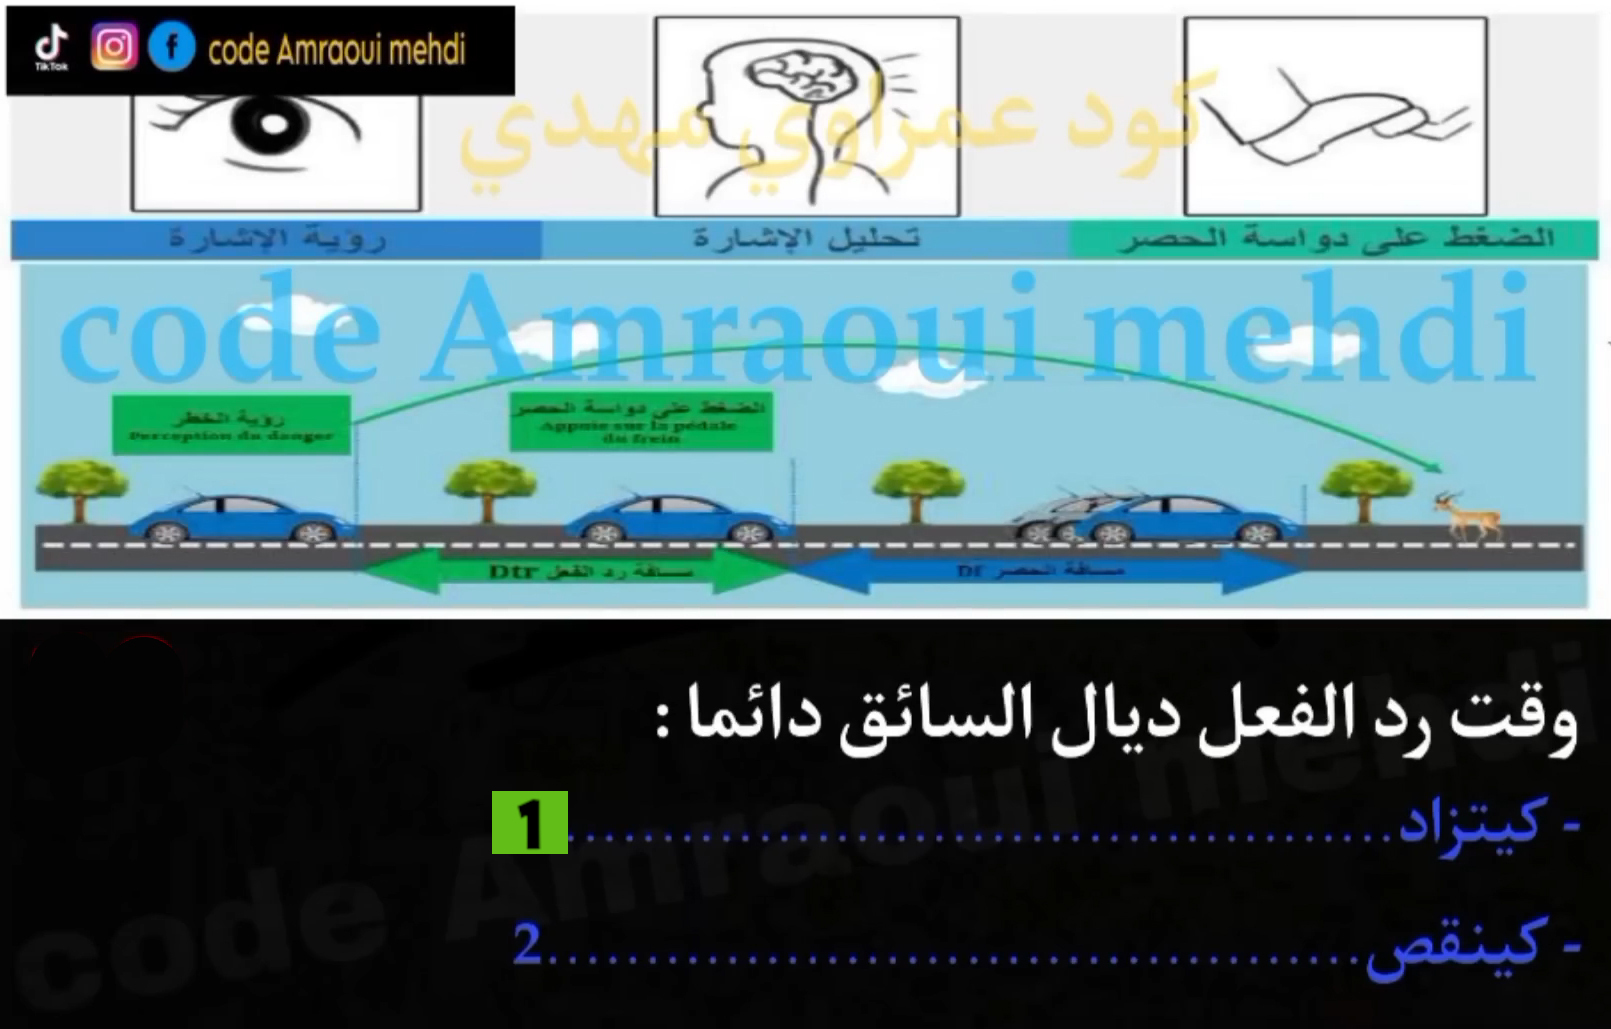 TikTok
code Amraoui mehdi
كود عمراوي مهدي
رؤية الإشارة
تحليل الإشارة
الضغط على دواسة الحصر
code Amraoui mehdi
رؤية الخطر
Perception du danger
الضغط على دواسة الحصر
Appuie sur la pédale
du frein
مسافة رد الفعل Dtr
مسافة الحصر Df
وقت رد الفعل ديال السائق دائما :
- كيتزاد........................................1
- كينقص........................................2
code Amraoui mehdi